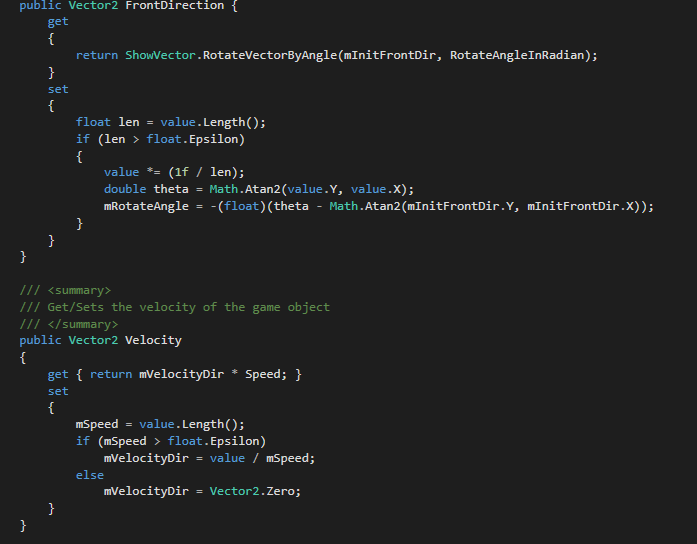 public Vector2 FrontDirection {
get
{
return ShowVector.RotateVectorByAngle(mInitFrontDir, RotateAngleInRadian);
}
set
{
float len = value.Length();
if (len > float.Epsilon)
{
value *= (1f / len);
double theta = Math.Atan2(value.Y, value.X);
mRotateAngle = -(float)(theta - Math.Atan2(mInitFrontDir.Y, mInitFrontDir.X));
}
}
}
/// <summary>
/// Get/Sets the velocity of the game object
/// </summary>
public Vector2 Velocity
{
get { return mVelocityDir * Speed; }
set
{
mSpeed = value.Length();
if (mSpeed > float.Epsilon)
mVelocityDir = value / mSpeed;
else
mVelocityDir = Vector2.Zero;
}
}